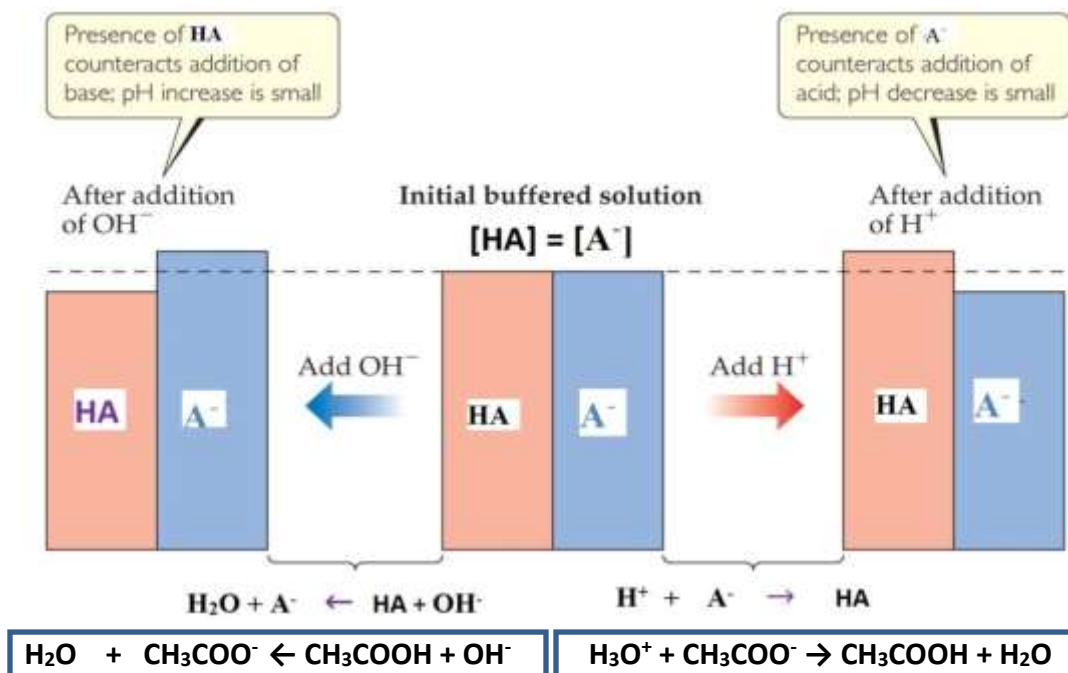 Presence of HA
counteracts addition of
base; pH increase is small
Presence of A⁻
counteracts addition of
acid; pH decrease is small
After addition
of OH⁻
Initial buffered solution
[HA] = [A⁻]
After addition
of H⁺
Add OH⁻
Add H⁺
HA
A⁻
HA
A⁻
HA
A⁻
H₂O + A⁻ ← HA + OH⁻
H⁺ + A⁻ → HA
H₂O + CH₃COO⁻ ← CH₃COOH + OH⁻
H₃O⁺ + CH₃COO⁻ → CH₃COOH + H₂O